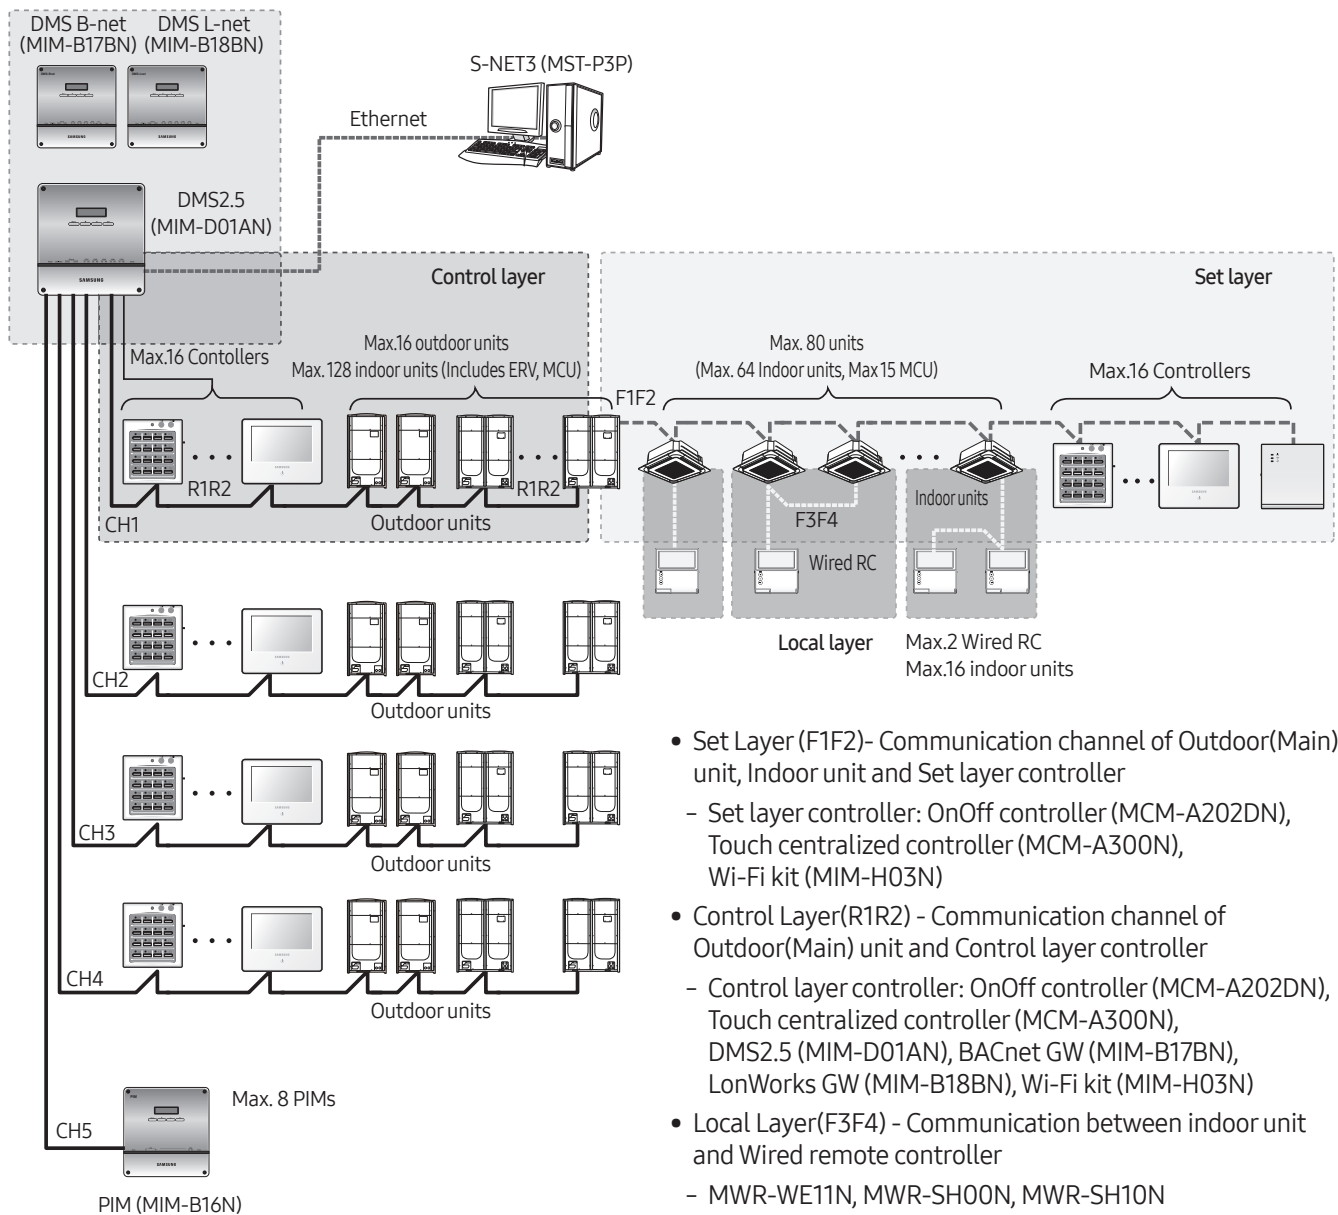 DMS B-net
(MIM-B17BN)
DMS L-net
(MIM-B18BN)
SAMSUNG
SAMSUNG
S-NET3 (MST-P3P)
Ethernet
DMS2.5
(MIM-D01AN)
SAMSUNG
Control layer
Set layer
Max.16 Contollers
Max.16 outdoor units
Max. 128 indoor units (Includes ERV, MCU)
F1F2
Max. 80 units
(Max. 64 Indoor units, Max 15 MCU)
Max.16 Controllers
R1R2
R1R2
CH1
Outdoor units
F3F4
Indoor units
Wired RC
Local layer
Max.2 Wired RC
Max.16 indoor units
CH2
Outdoor units
CH3
Outdoor units
CH4
Outdoor units
CH5
PIM
SAMSUNG
Max. 8 PIMs
PIM (MIM-B16N)
• Set Layer (F1F2)- Communication channel of Outdoor(Main)
unit, Indoor unit and Set layer controller
- Set layer controller: OnOff controller (MCM-A202DN),
Touch centralized controller (MCM-A300N),
Wi-Fi kit (MIM-H03N)
• Control Layer(R1R2) - Communication channel of
Outdoor(Main) unit and Control layer controller
- Control layer controller: OnOff controller (MCM-A202DN),
Touch centralized controller (MCM-A300N),
DMS2.5 (MIM-D01AN), BACnet GW (MIM-B17BN),
LonWorks GW (MIM-B18BN), Wi-Fi kit (MIM-H03N)
• Local Layer(F3F4) - Communication between indoor unit
and Wired remote controller
- MWR-WE11N, MWR-SH00N, MWR-SH10N